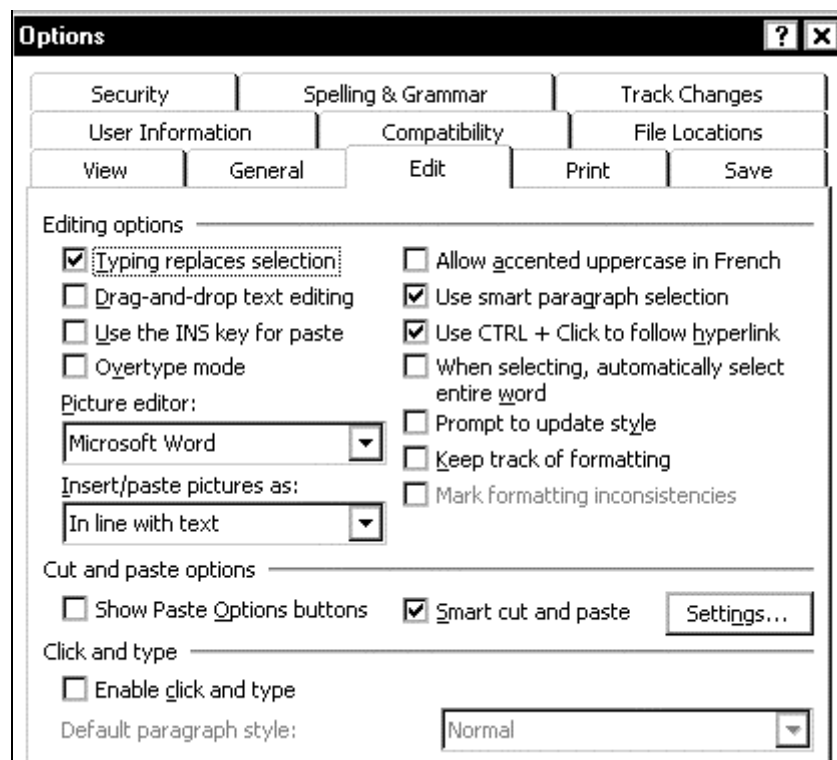 Options
Security Spelling & Grammar Track Changes
User Information Compatibility File Locations
View General Edit Print Save
Editing options
Typing replaces selection
Drag-and-drop text editing
Use the INS key for paste
Overtype mode
Picture editor:
Microsoft Word
Insert/paste pictures as:
In line with text
Allow accented uppercase in French
Use smart paragraph selection
Use CTRL + Click to follow hyperlink
When selecting, automatically select
entire word
Prompt to update style
Keep track of formatting
Mark formatting inconsistencies
Cut and paste options
Show Paste Options buttons Smart cut and paste Settings...
Click and type
Enable click and type
Default paragraph style: Normal